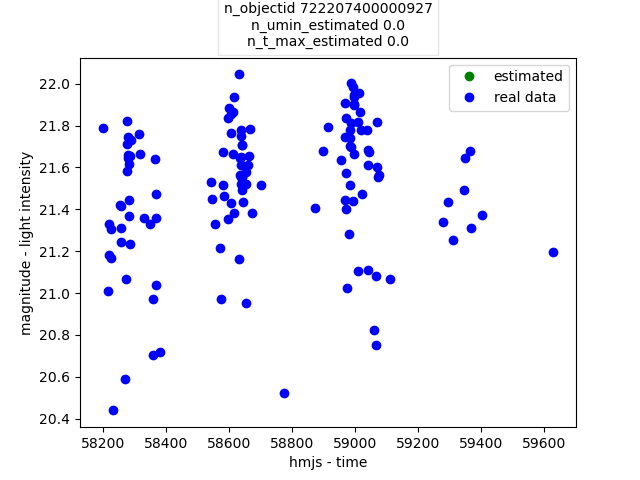 n_objectid 722207400000927
n_umin_estimated 0.0
n_t_max_estimated 0.0
estimated
real data
magnitude - light intensity
22.0
21.8
21.6
21.4
21.2
21.0
20.8
20.6
20.4
58200 58400 58600 58800 59000 59200 59400 59600
hmjs - time